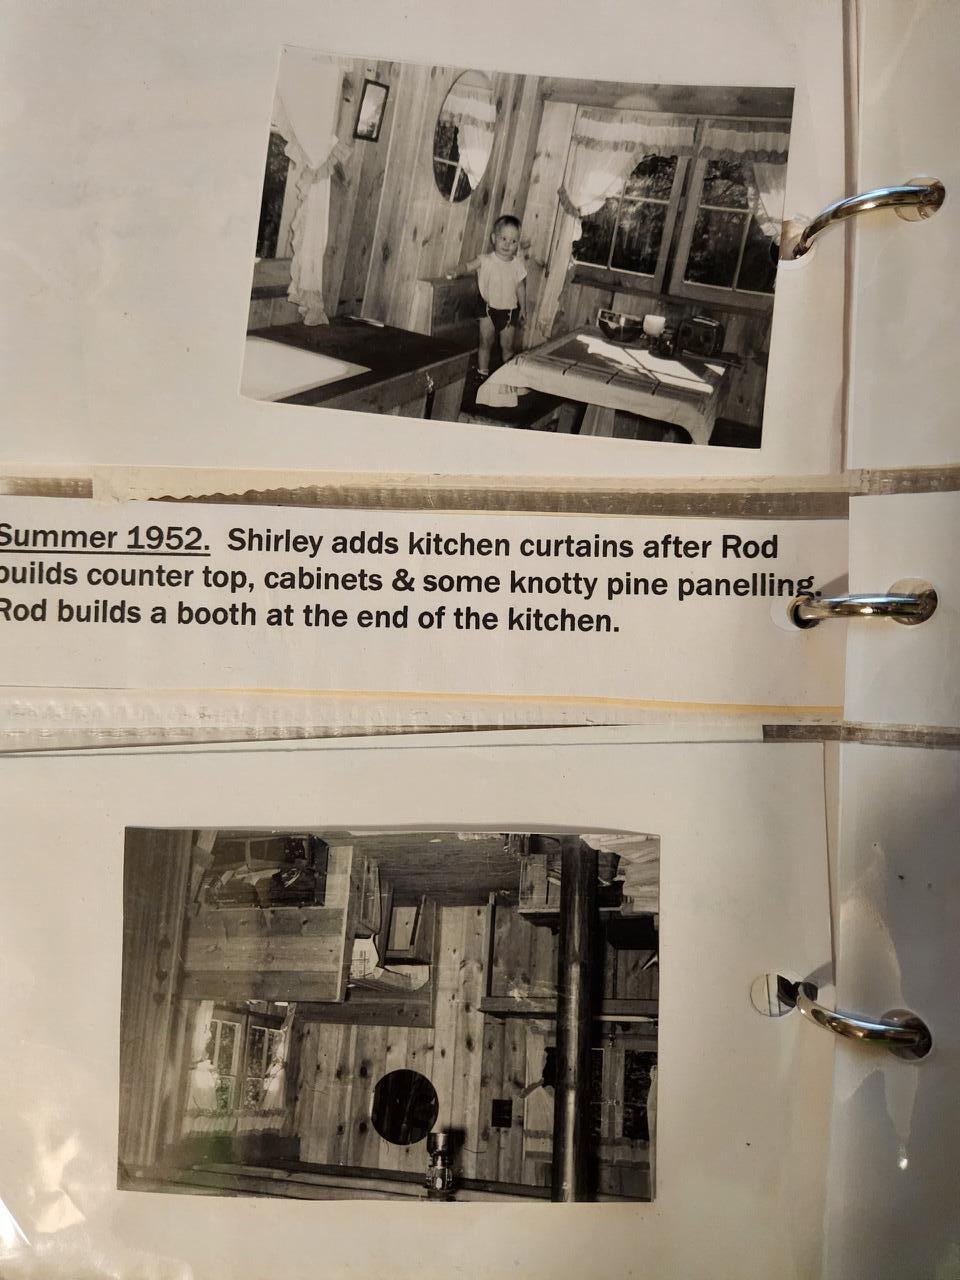 Summer 1952. Shirley adds kitchen curtains after Rod
builds counter top, cabinets & some knotty pine panelling.
Rod builds a booth at the end of the kitchen.